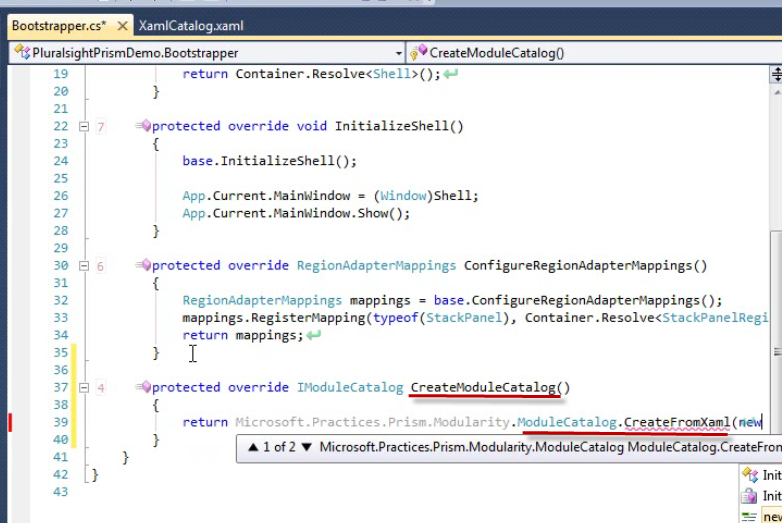 Bootstrapper.cs* XamlCatalog.xaml
PluralsightPrismDemo.Bootstrapper CreateModuleCatalog()
19 return Container.Resolve<Shell>();
20 }
21
22 7 protected override void InitializeShell()
23 {
24 base.InitializeShell();
25
26 App.Current.MainWindow = (Window)Shell;
27 App.Current.MainWindow.Show();
28 }
29
30 6 protected override RegionAdapterMappings ConfigureRegionAdapterMappings()
31 {
32 RegionAdapterMappings mappings = base.ConfigureRegionAdapterMappings();
33 mappings.RegisterMapping(typeof(StackPanel), Container.Resolve<StackPanelRegi
34 return mappings;
35 }
36
37 4 protected override IModuleCatalog CreateModuleCatalog()
38 {
39 return Microsoft.Practices.Prism.Modularity.ModuleCatalog.CreateFromXaml(new
40 }
41 }
42 }
43
▲ 1 of 2 ▼ Microsoft.Practices.Prism.Modularity.ModuleCatalog ModuleCatalog.CreateFrom
Init
Init
new